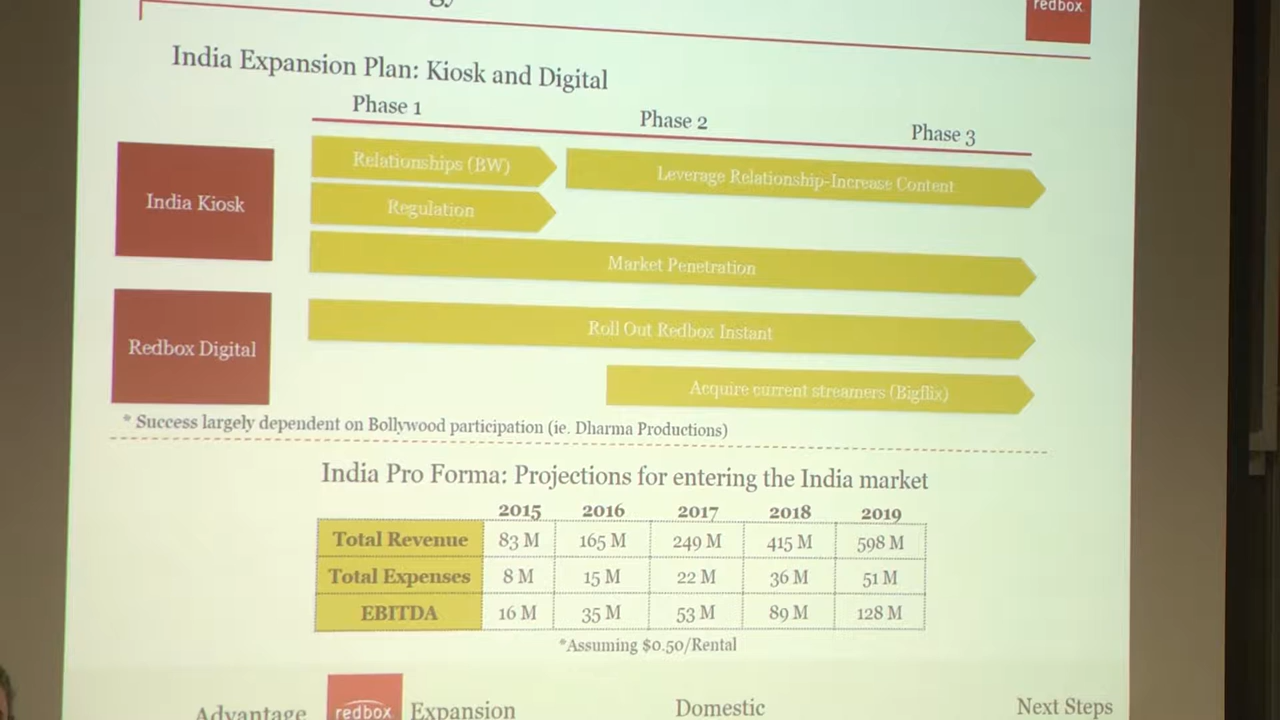 redbox
India Expansion Plan: Kiosk and Digital
Phase 1
Phase 2
Phase 3
India Kiosk
Relationships (BW)
Leverage Relationship-Increase Content
Regulation
Market Penetration
Redbox Digital
Roll Out Redbox Instant
Acquire current streamers (Bigflix)
* Success largely dependent on Bollywood participation (ie. Dharma Productions)
India Pro Forma: Projections for entering the India market
2015 2016 2017 2018 2019
Total Revenue 83 M 165 M 249 M 415 M 598 M
Total Expenses 8 M 15 M 22 M 36 M 51 M
EBITDA 16 M 35 M 53 M 89 M 128 M
*Assuming $0.50/Rental
Advantage redbox Expansion Domestic Next Steps